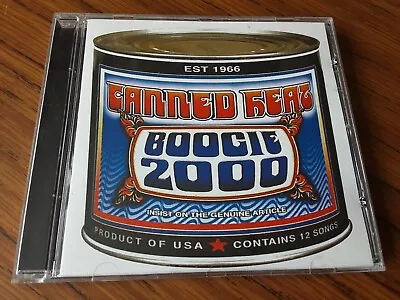 EST 1966
CANNED HEAT
BOOGIE
2000
INSIST ON THE GENUINE ARTICLE
PRODUCT OF USA ★ CONTAINS 12 SONGS